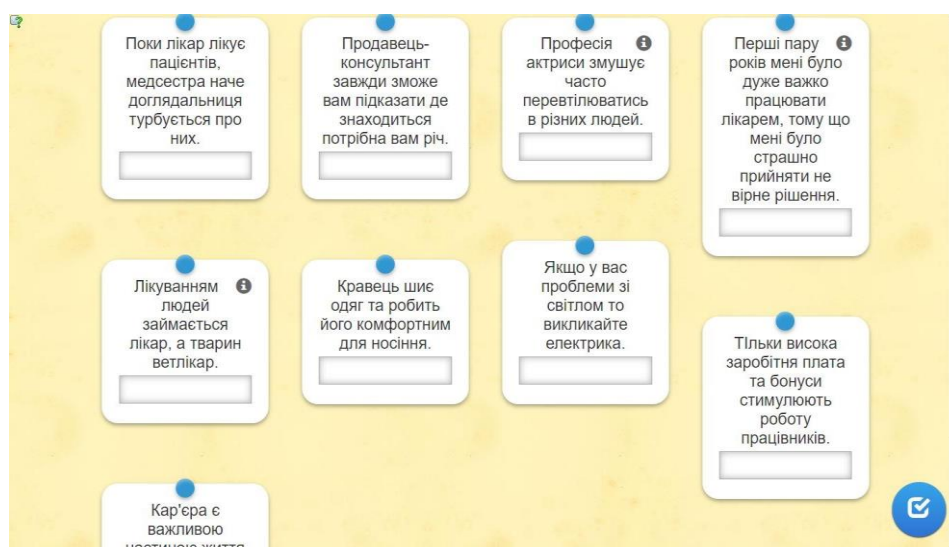 Поки лікар лікує
пацієнтів,
медсестра наче
доглядальниця
турбується про
них.
Продавець-
консультант
завжди зможе
вам підказати де
знаходиться
потрібна вам річ.
Професія
актриси змушує
часто
перевтілюватись
в різних людей.
Перші пару
років мені було
дуже важко
працювати
лікарем, тому що
мені було
страшно
прийняти не
вірне рішення.
Лікуванням
людей
займається
лікар, а тварин
ветлікар.
Кравець шиє
одяг та робить
його комфортним
для носіння.
Якщо у вас
проблеми зі
світлом то
викликайте
електрика.
ТІльки висока
заробітня плата
та бонуси
стимулюють
роботу
працівників.
Кар'єра є
важливою